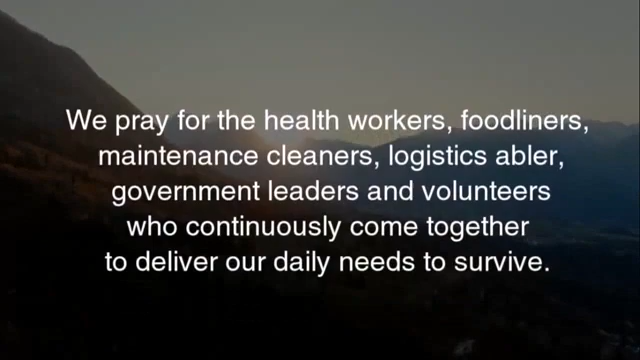 We pray for the health workers, foodliners,
maintenance cleaners, logistics abler,
government leaders and volunteers
who continuously come together
to deliver our daily needs to survive.